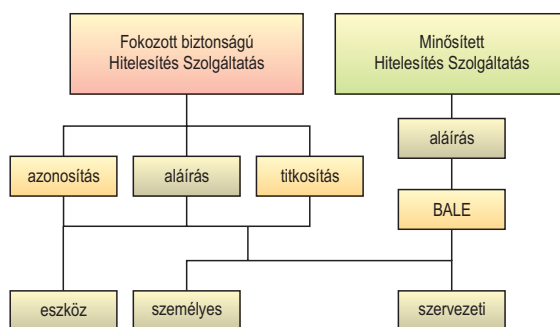 Fokozott biztonságú
Hitelesítés Szolgáltatás
Minősített
Hitelesítés Szolgáltatás
aláírás
azonosítás
aláírás
titkosítás
BALE
eszköz
személyes
szervezeti